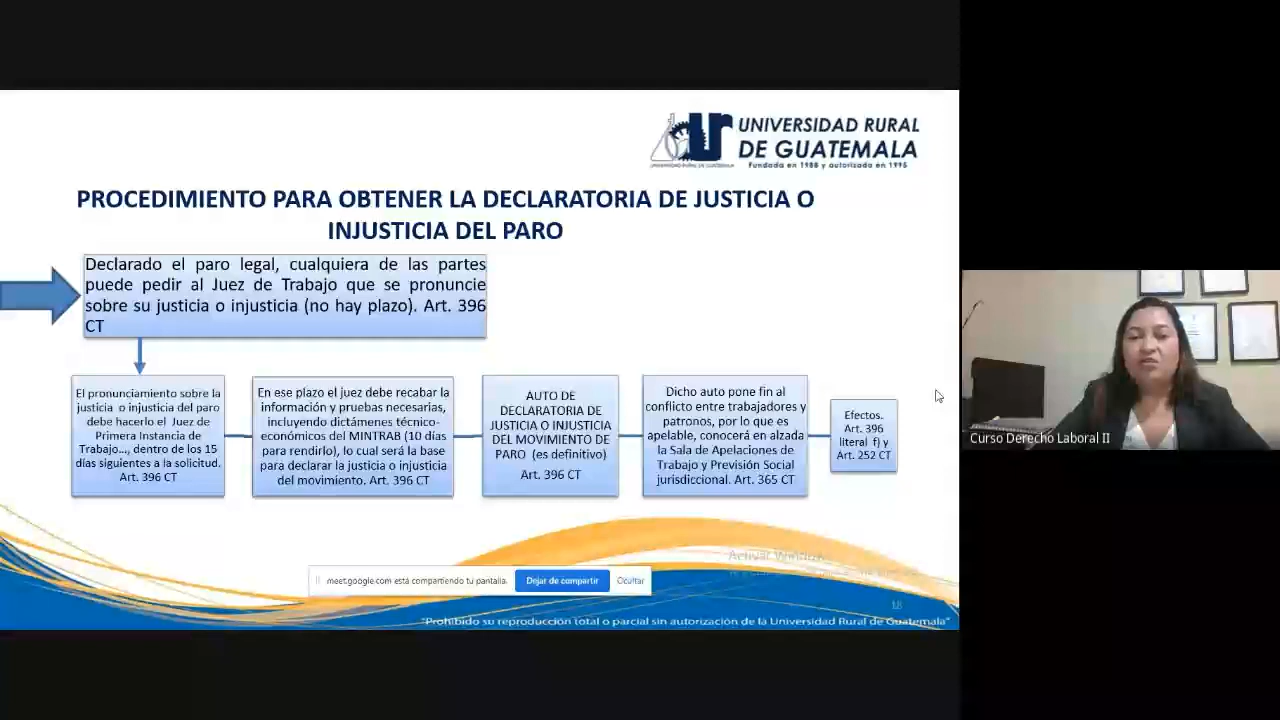 UNIVERSIDAD RURAL
DE GUATEMALA
Fundada en 1988 y autorizada en 1995
PROCEDIMIENTO PARA OBTENER LA DECLARATORIA DE JUSTICIA O
INJUSTICIA DEL PARO
Declarado el paro legal, cualquiera de las partes
puede pedir al Juez de Trabajo que se pronuncie
sobre su justicia o injusticia (no hay plazo). Art. 396
CT
El pronunciamiento sobre la
justicia o injusticia del paro
debe hacerlo el Juez de
Primera Instancia de
Trabajo..., dentro de los 15
días siguientes a la solicitud.
Art. 396 CT
En ese plazo el juez debe recabar la
información y pruebas necesarias,
incluyendo dictámenes técnico-
económicos del MINTRAB (10 días
para rendirlo), lo cual será la base
para declarar la justicia o injusticia
del movimiento. Art. 396 CT
AUTO DE
DECLARATORIA DE
JUSTICIA O INJUSTICIA
DEL MOVIMIENTO DE
PARO (es definitivo)
Art. 396 CT
Dicho auto pone fin al
conflicto entre trabajadores y
patronos, por lo que es
apelable, conocerá en alzada
la Sala de Apelaciones de
Trabajo y Previsión Social
jurisdiccional. Art. 365 CT
Efectos.
Art. 396
literal f) y
Art. 252 CT
Curso Derecho Laboral II
Activar Windows
meet.google.com está compartiendo tu pantalla.
Dejar de compartir
Ocultar
18
"Prohibido su reproducción total o parcial sin autorización de la Universidad Rural de Guatemala"